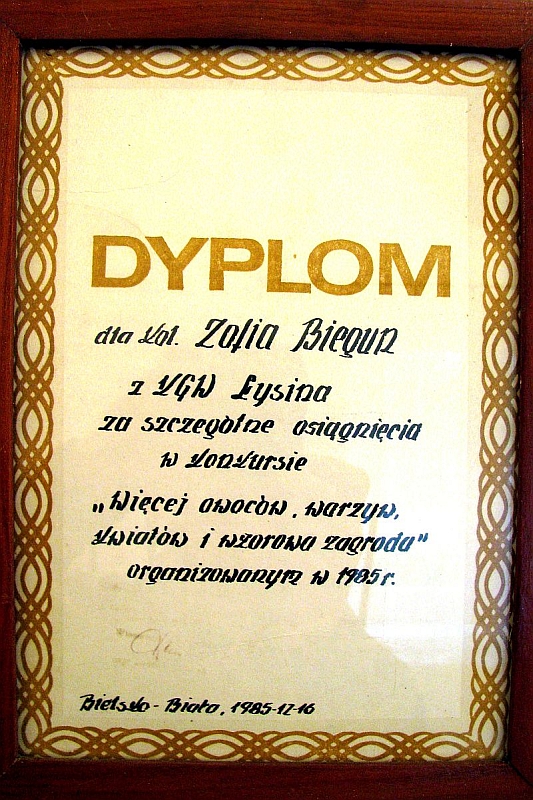 DYPLOM
dla kol. Zofia Biegun
z KGW Łysina
za szczególne osiągnięcia
w konkursie
„Więcej owoców, warzyw,
kwiatów i wzorowa zagroda"
organizowanym w 1985 r.
Bielsko-Biała, 1985-12-16